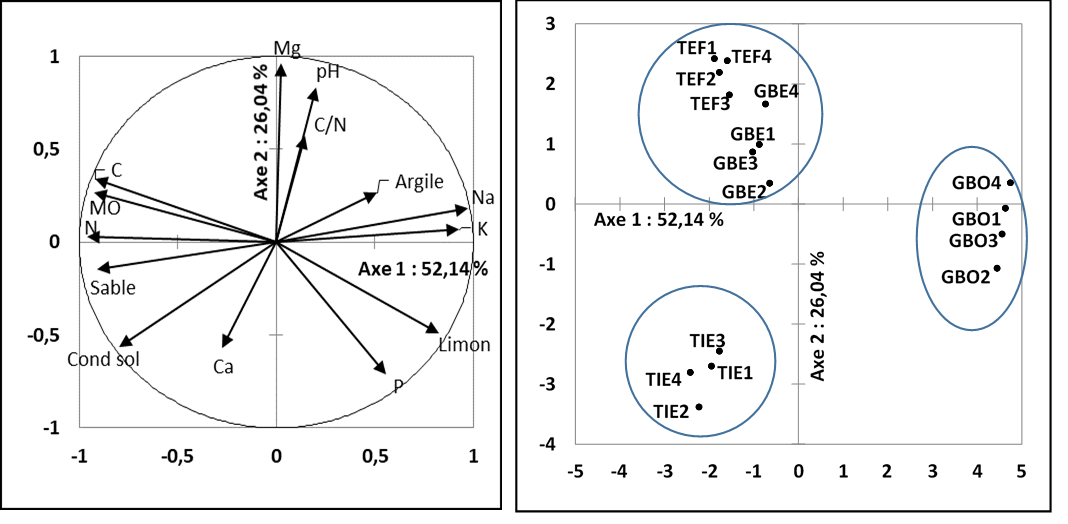 Mg
1
pH
Axe 2 : 26,04 %
C/N
0,5
C
Argile
MO
Na
N
K
0
Axe 1 : 52,14 %
Sable
-0,5
Cond sol
Ca
Limon
P
-1
-1 -0,5 0 0,5 1
3
TEF1 TEF4
2
TEF2
TEF3 GBE4
1
GBE1
GBE3
GBE2
GBO4
0
Axe 1 : 52,14 %
GBO1
GBO3
-1
GBO2
Axe 2 : 26,04 %
-2
TIE3
TIE4 TIE1
-3
TIE2
-4
-5 -4 -3 -2 -1 0 1 2 3 4 5